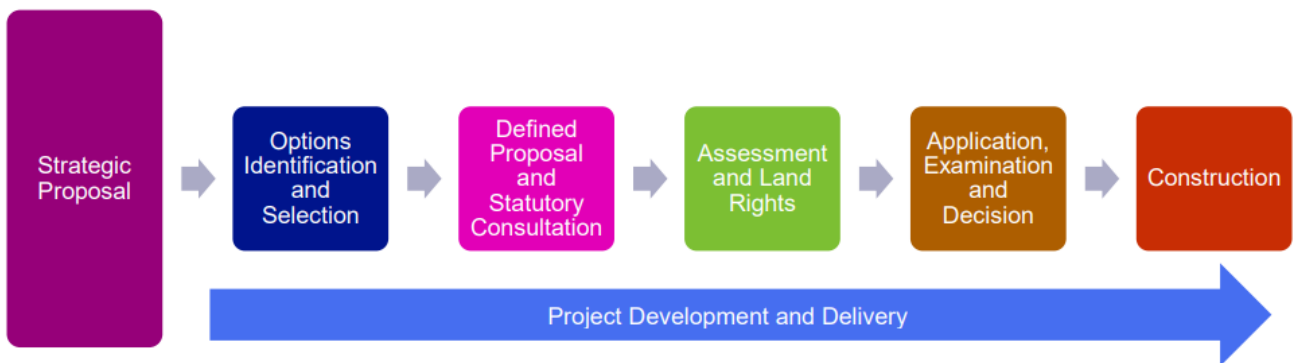 Strategic
Proposal
Options
Identification
and
Selection
Defined
Proposal
and
Statutory
Consultation
Assessment
and Land
Rights
Application,
Examination
and
Decision
Construction
Project Development and Delivery